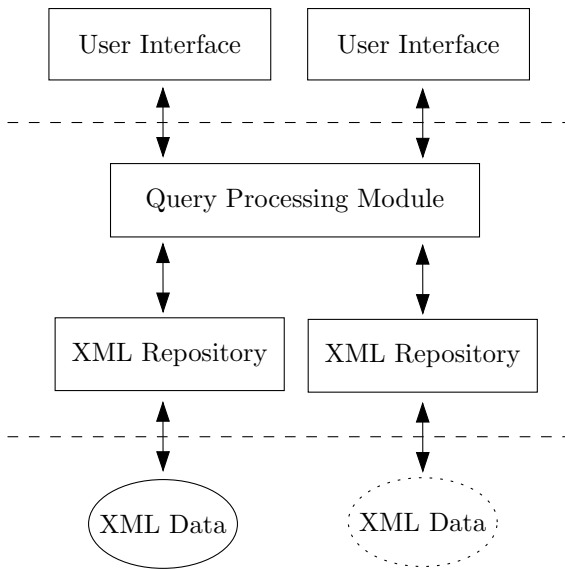 User Interface
User Interface
Query Processing Module
XML Repository
XML Repository
XML Data
XML Data